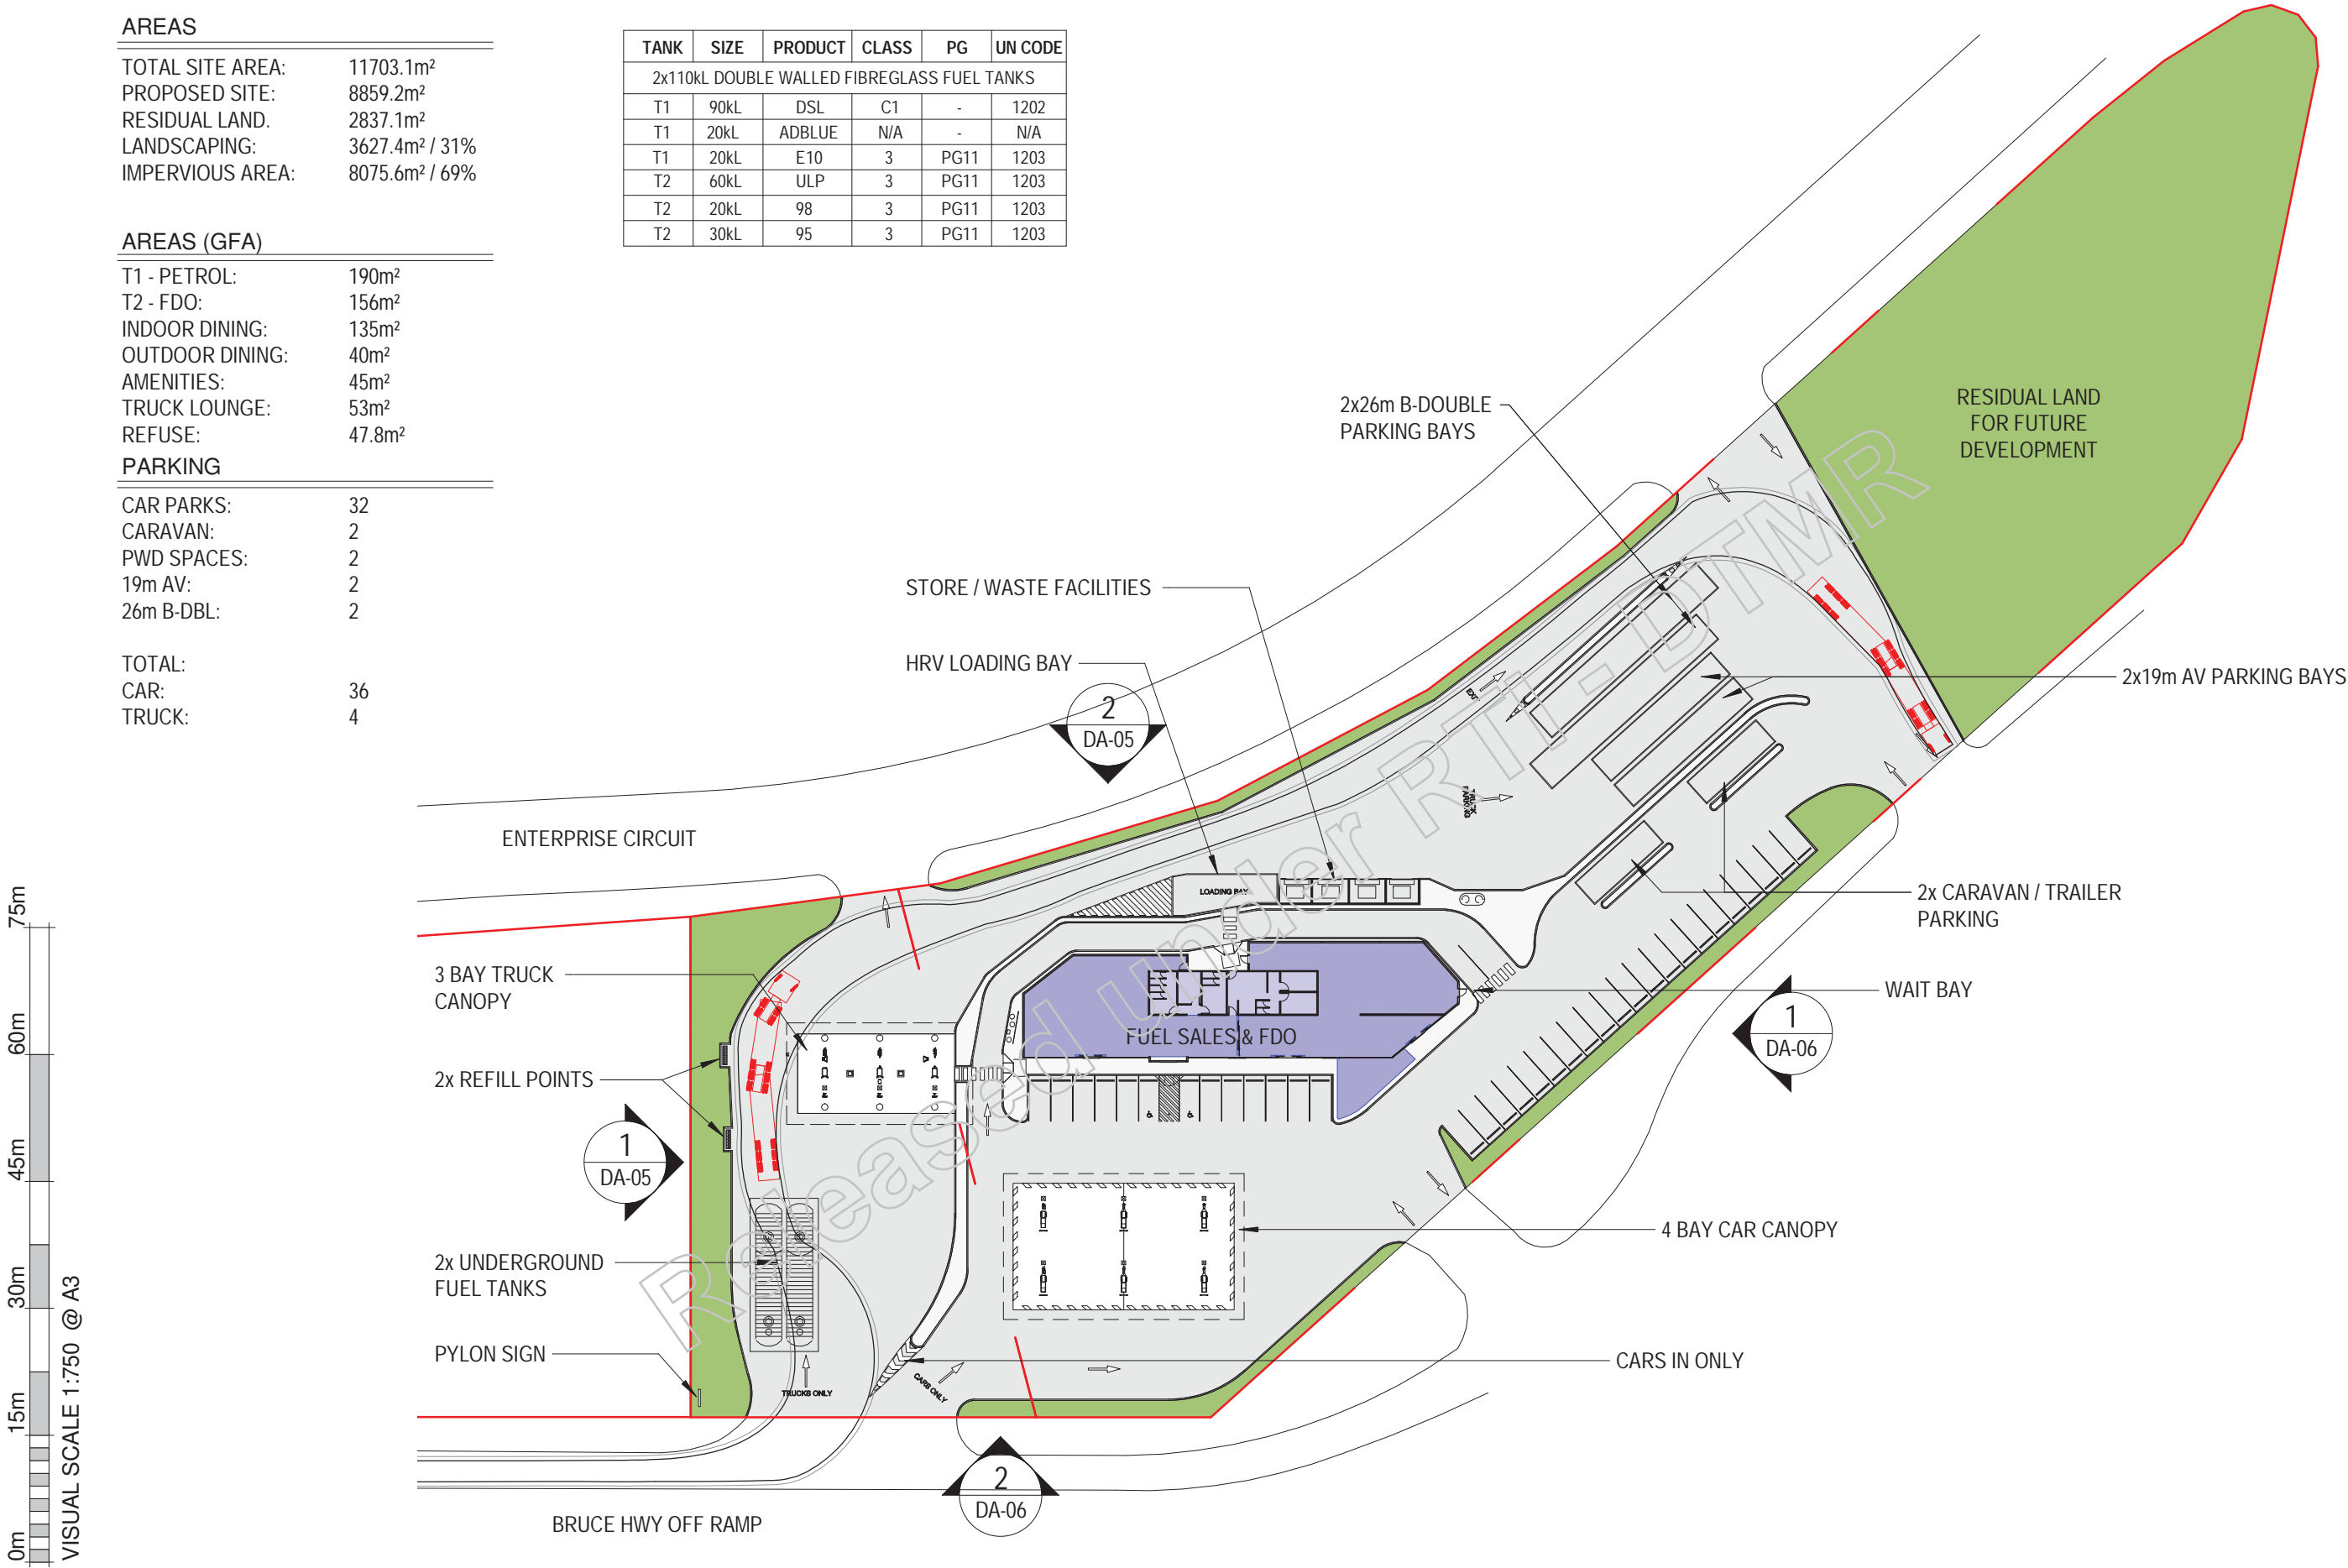 AREAS
TOTAL SITE AREA: 11703.1m²
PROPOSED SITE: 8859.2m²
RESIDUAL LAND. 2837.1m²
LANDSCAPING: 3627.4m² / 31%
IMPERVIOUS AREA: 8075.6m² / 69%
AREAS (GFA)
T1 - PETROL: 190m²
T2 - FDO: 156m²
INDOOR DINING: 135m²
OUTDOOR DINING: 40m²
AMENITIES: 45m²
TRUCK LOUNGE: 53m²
REFUSE: 47.8m²
PARKING
CAR PARKS: 32
CARAVAN: 2
PWD SPACES: 2
19m AV: 2
26m B-DBL: 2
TOTAL:
CAR: 36
TRUCK: 4
TANK SIZE PRODUCT CLASS PG UN CODE
2x110kL DOUBLE WALLED FIBREGLASS FUEL TANKS
T1 90kL DSL C1 - 1202
T1 20kL ADBLUE N/A - N/A
T1 20kL E10 3 PG11 1203
T2 60kL ULP 3 PG11 1203
T2 20kL 98 3 PG11 1203
T2 30kL 95 3 PG11 1203
2x26m B-DOUBLE
PARKING BAYS
RESIDUAL LAND
FOR FUTURE
DEVELOPMENT
STORE / WASTE FACILITIES
HRV LOADING BAY
2
DA-05
2x19m AV PARKING BAYS
EXIT
TRUCK
PARKING
ENTERPRISE CIRCUIT
LOADING BAY
2x CARAVAN / TRAILER
PARKING
3 BAY TRUCK
CANOPY
WAIT BAY
1
DA-06
FUEL SALES & FDO
2x REFILL POINTS
1
DA-05
4 BAY CAR CANOPY
2x UNDERGROUND
FUEL TANKS
PYLON SIGN
CARS IN ONLY
TRUCKS ONLY
CARS ONLY
2
DA-06
BRUCE HWY OFF RAMP
0m 15m 30m 45m 60m 75m
VISUAL SCALE 1:750 @ A3
Released under RTI - DTMR